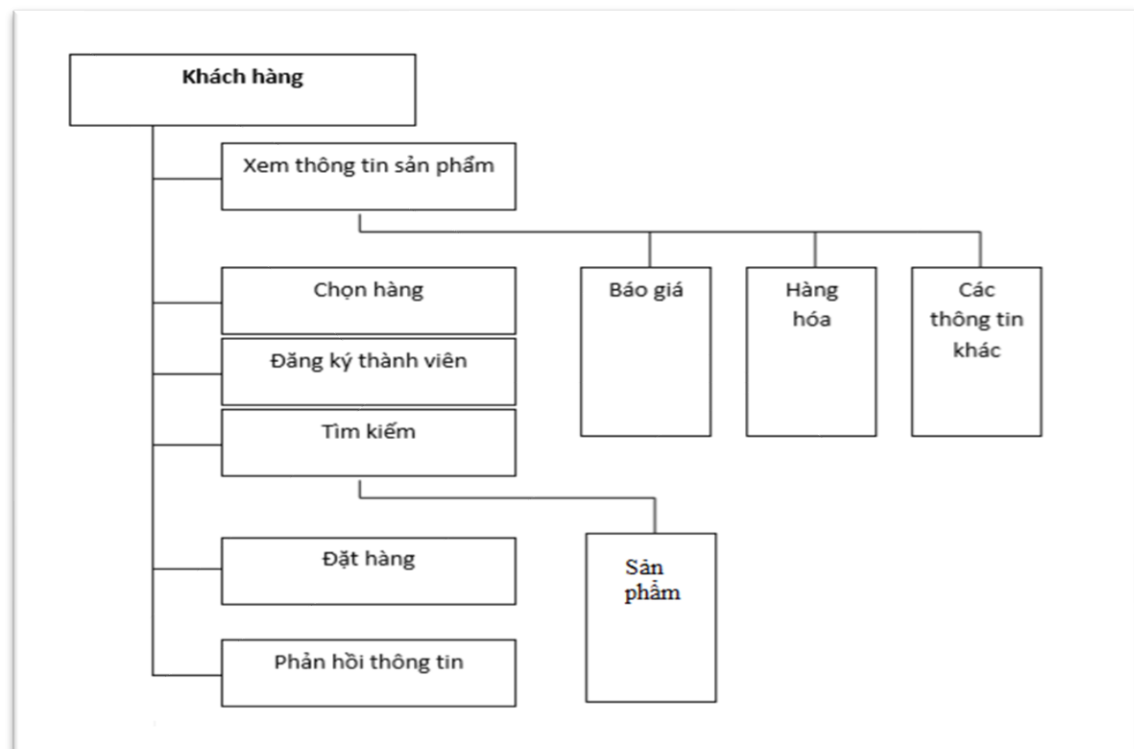 Khách hàng
Xem thông tin sản phẩm
Chọn hàng
Báo giá
Hàng
hóa
Các
thông tin
khác
Đăng ký thành viên
Tìm kiếm
Đặt hàng
Sản
phẩm
Phản hồi thông tin